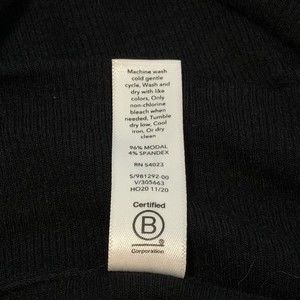 Machine wash
cold gentle
cycle, Wash and
dry with like
colors, Only
non-chlorine
bleach when
needed, Tumble
dry low, Cool
iron, Or dry
clean
96% MODAL
4% SPANDEX
RN 54023
S/981292-00
V/305663
HO20 11/20
Certified
B
Corporation